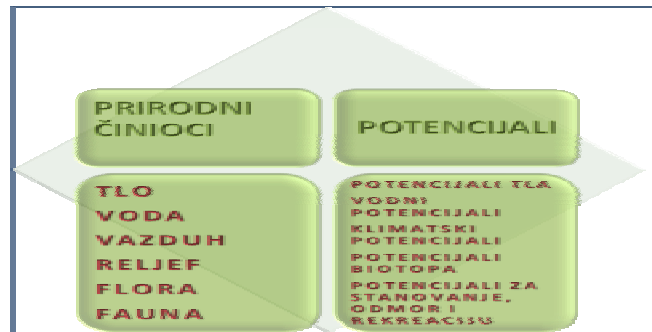 PRIRODNI
ČINIOCI
POTENCIJALI
TLO
VODA
VAZDUH
RELJEF
FLORA
FAUNA
POTENCIJALI TLA
VODNI
POTENCIJALI
KLIMATSKI
POTENCIJALI
POTENCIJALI
BIOTOPA
POTENCIJALI ZA
STANOVANJE,
ODMOR I